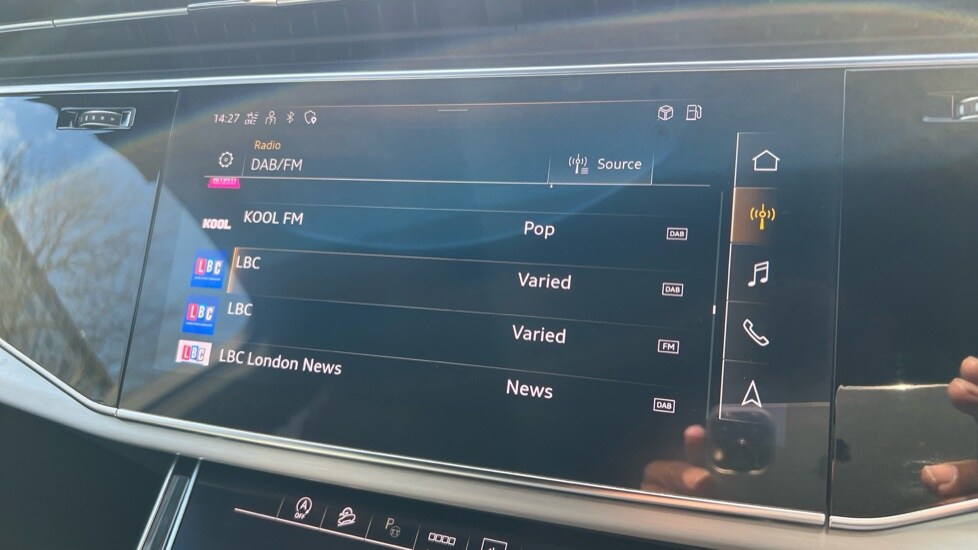 14:27
Radio
DAB/FM
Source
KOOL KOOL FM Pop DAB
LBC LBC Varied DAB
LBC LBC Varied FM
LBC LBC London News News DAB
A OFF
P